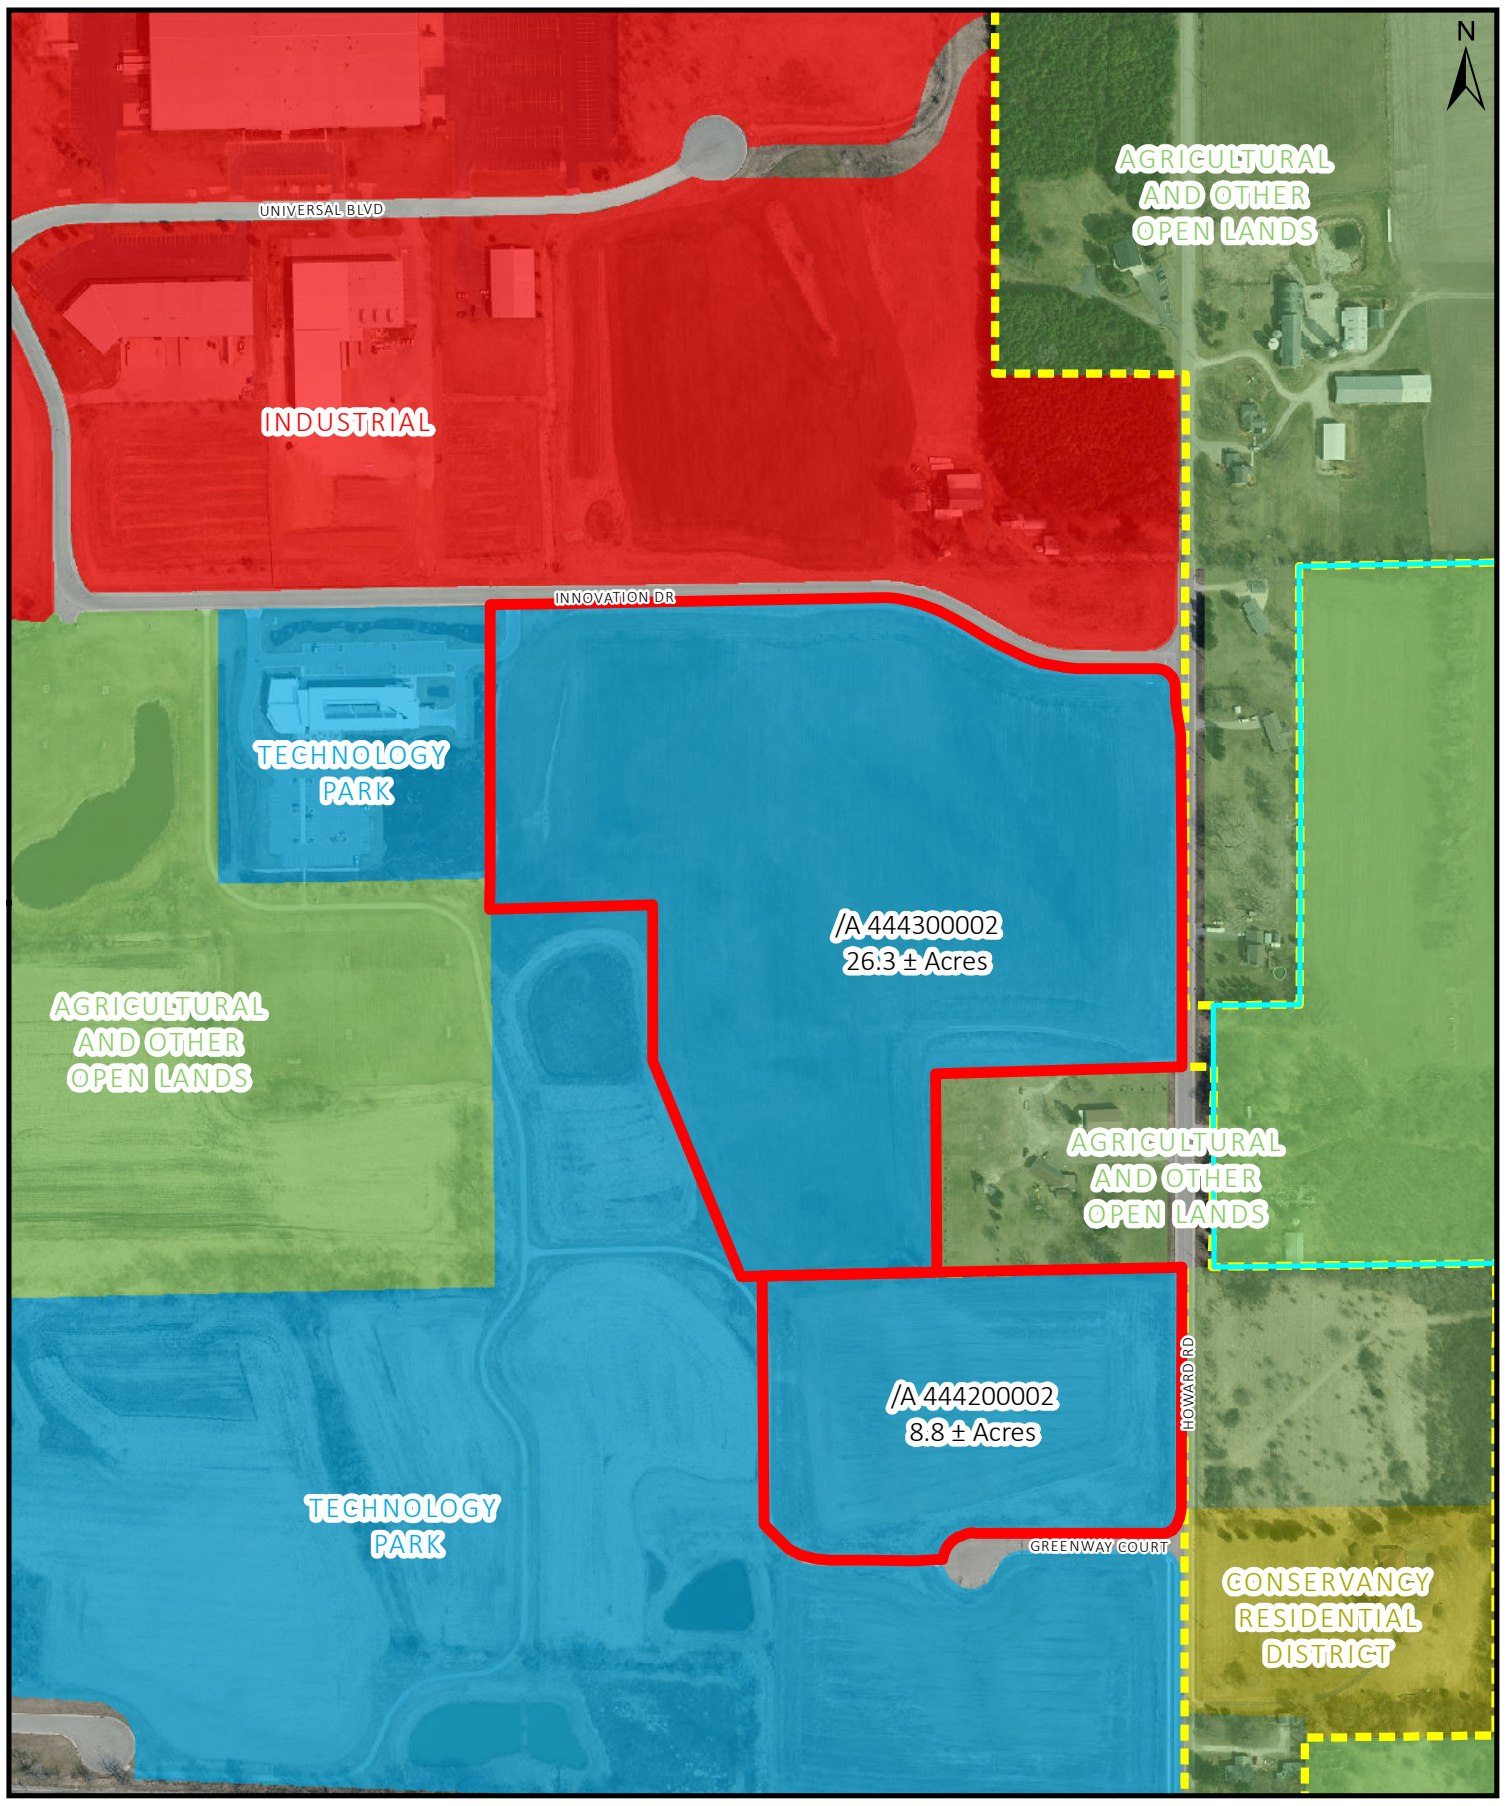 N
AGRICULTURAL
AND OTHER
OPEN LANDS
UNIVERSAL BLVD
INDUSTRIAL
INNOVATION DR
TECHNOLOGY
PARK
/A 444300002
26.3 ± Acres
AGRICULTURAL
AND OTHER
OPEN LANDS
AGRICULTURAL
AND OTHER
OPEN LANDS
HOWARD RD
/A 444200002
8.8 ± Acres
TECHNOLOGY
PARK
GREENWAY COURT
CONSERVANCY
RESIDENTIAL
DISTRICT